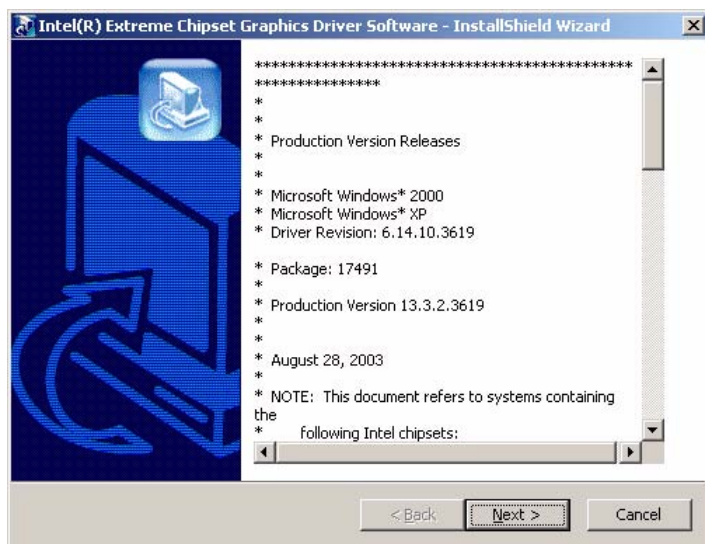 Intel(R) Extreme Chipset Graphics Driver Software - InstallShield Wizard
*********************************************
***************
*
*
* Production Version Releases
*
*
* Microsoft Windows* 2000
* Microsoft Windows* XP
* Driver Revision: 6.14.10.3619

* Package: 17491
*
* Production Version 13.3.2.3619
*
*
* August 28, 2003
*
* NOTE: This document refers to systems containing
the
* following Intel chipsets:
< Back
Next >
Cancel